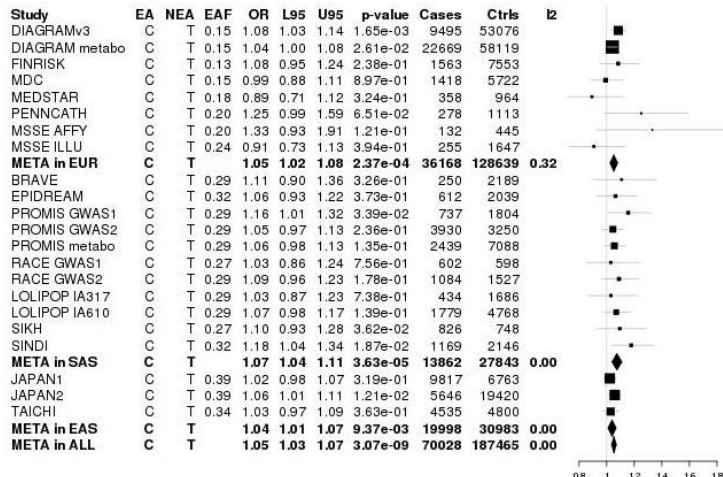 Study EA NEA EAF OR L95 U95 p-value Cases Ctrls I2
DIAGRAMv3 C T 0.15 1.08 1.03 1.14 1.65e-03 9495 53076
DIAGRAM metabo C T 0.15 1.04 1.00 1.08 2.61e-02 22669 58119
FINRISK C T 0.13 1.08 0.95 1.24 2.38e-01 1563 7553
MDC C T 0.15 0.99 0.88 1.11 8.97e-01 1418 5722
MEDSTAR C T 0.18 0.89 0.71 1.12 3.24e-01 358 964
PENNCATH C T 0.20 1.25 0.99 1.59 6.51e-02 278 1113
MSSE AFFY C T 0.20 1.33 0.93 1.91 1.21e-01 132 445
MSSE ILLU C T 0.24 0.91 0.73 1.13 3.94e-01 255 1647
META in EUR C T 1.05 1.02 1.08 2.37e-04 36168 128639 0.32
BRAVE C T 0.29 1.11 0.90 1.36 3.26e-01 250 2189
EPIDREAM C T 0.32 1.06 0.93 1.22 3.73e-01 612 2039
PROMIS GWAS1 C T 0.29 1.16 1.01 1.32 3.39e-02 737 1804
PROMIS GWAS2 C T 0.29 1.05 0.97 1.13 2.36e-01 3930 3250
PROMIS metabo C T 0.29 1.06 0.98 1.13 1.35e-01 2439 7088
RACE GWAS1 C T 0.27 1.03 0.86 1.24 7.56e-01 602 598
RACE GWAS2 C T 0.29 1.09 0.96 1.23 1.78e-01 1084 1527
LOLIPOP IA317 C T 0.29 1.03 0.87 1.23 7.38e-01 434 1686
LOLIPOP IA610 C T 0.29 1.07 0.98 1.17 1.39e-01 1779 4768
SIKH C T 0.27 1.10 0.93 1.28 3.62e-02 826 748
SINDI C T 0.32 1.18 1.04 1.34 1.87e-02 1169 2146
META in SAS C T 1.07 1.04 1.11 3.63e-05 13862 27843 0.00
JAPAN1 C T 0.39 1.02 0.98 1.07 3.19e-01 9817 6763
JAPAN2 C T 0.39 1.06 1.01 1.11 1.21e-02 5646 19420
TAICHI C T 0.34 1.03 0.97 1.09 3.63e-01 4535 4800
META in EAS C T 1.04 1.01 1.07 9.37e-03 19998 30983 0.00
META in ALL C T 1.05 1.03 1.07 3.07e-09 70028 187465 0.00
0.8 1 1.2 1.4 1.6 1.8